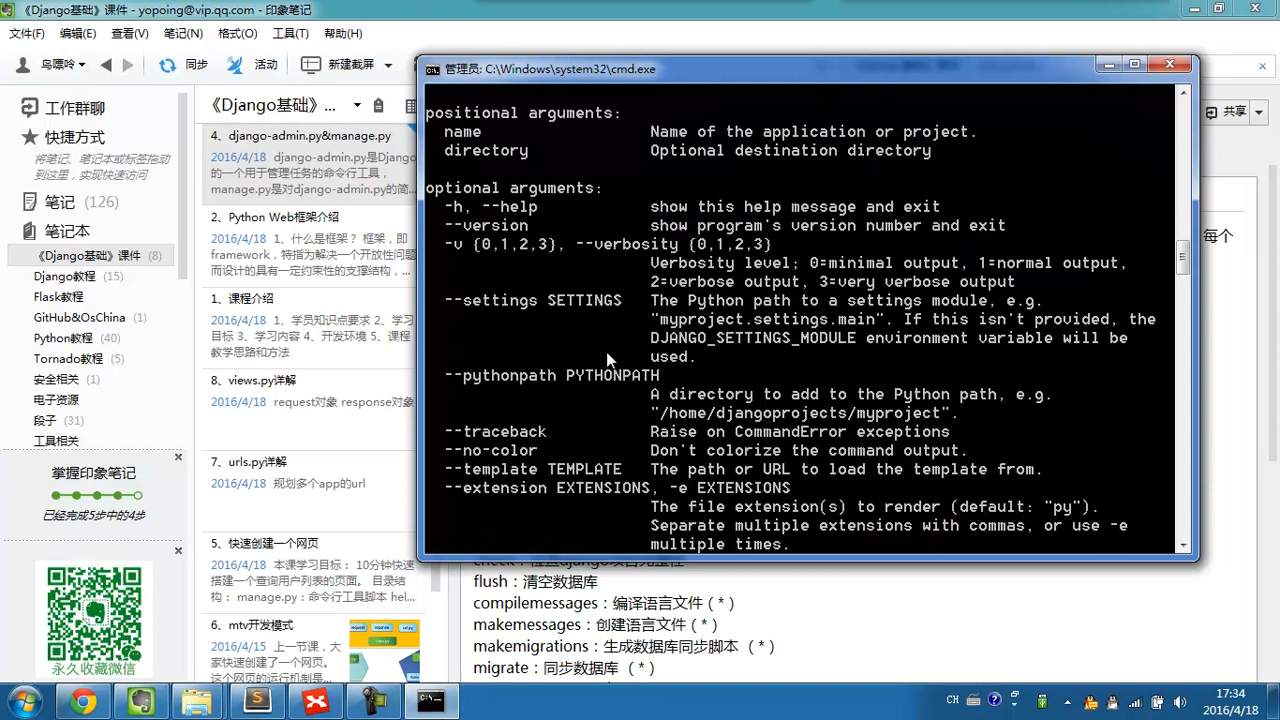 《Django基础》课件 - yopoing@vip.qq.com - 印象笔记
文件(F) 编辑(E) 查看(V) 笔记(N) 格式(O) 工具(T) 帮助(H)
鸟嘌呤 同步 活动 新建截屏
工作群聊
快捷方式
将笔记、笔记本或标签拖动
到这里，实现快速访问
笔记 (126)
笔记本
《Django基础》课件 (8)
Django教程 (15)
Flask教程
GitHub&OsChina (1)
Python教程 (40)
Tornado教程 (5)
安全相关 (1)
电子资源
段子 (31)
工具相关
掌握印象笔记
已经完成5步中的4步
永久收藏微信
《Django基础》...
4、django-admin.py&manage.py
2016/4/18 django-admin.py是Django
的一个用于管理任务的命令行工具，
manage.py是对django-admin.py的简...
2、Python Web框架介绍
2016/4/18 1、什么是框架？ 框架，即
framework，特指为解决一个开放性问题
而设计的具有一定约束性的支撑结构，...
1、课程介绍
2016/4/18 1、学员知识点要求 2、学习
目标 3、学习内容 4、开发环境 5、课程
教学思路和方法
8、views.py详解
2016/4/18 request对象 response对象
7、urls.py详解
2016/4/18 规划多个app的url
5、快速创建一个网页
2016/4/18 本课学习目标： 10分钟快速
搭建一个查询用户列表的页面。 目录结
构： manage.py：命令行工具脚本 hel...
6、mtv开发模式
2016/4/15 上一节课，大
家快速创建了一个网页。
这个网页的运行机制是...
管理员: C:\Windows\system32\cmd.exe
positional arguments:
name Name of the application or project.
directory Optional destination directory
optional arguments:
-h, --help show this help message and exit
--version show program's version number and exit
-v {0,1,2,3}, --verbosity {0,1,2,3}
Verbosity level; 0=minimal output, 1=normal output,
2=verbose output, 3=very verbose output
--settings SETTINGS The Python path to a settings module, e.g.
"myproject.settings.main". If this isn't provided, the
DJANGO_SETTINGS_MODULE environment variable will be
used.
--pythonpath PYTHONPATH
A directory to add to the Python path, e.g.
"/home/djangoprojects/myproject".
--traceback Raise on CommandError exceptions
--no-color Don't colorize the command output.
--template TEMPLATE The path or URL to load the template from.
--extension EXTENSIONS, -e EXTENSIONS
The file extension(s) to render (default: "py").
Separate multiple extensions with commas, or use -e
multiple times.
共享
每个
flush：清空数据库
compilemessages：编译语言文件 ( * )
makemessages：创建语言文件 ( * )
makemigrations：生成数据库同步脚本 ( * )
migrate：同步数据库 ( * )
CH
17:34
2016/4/18